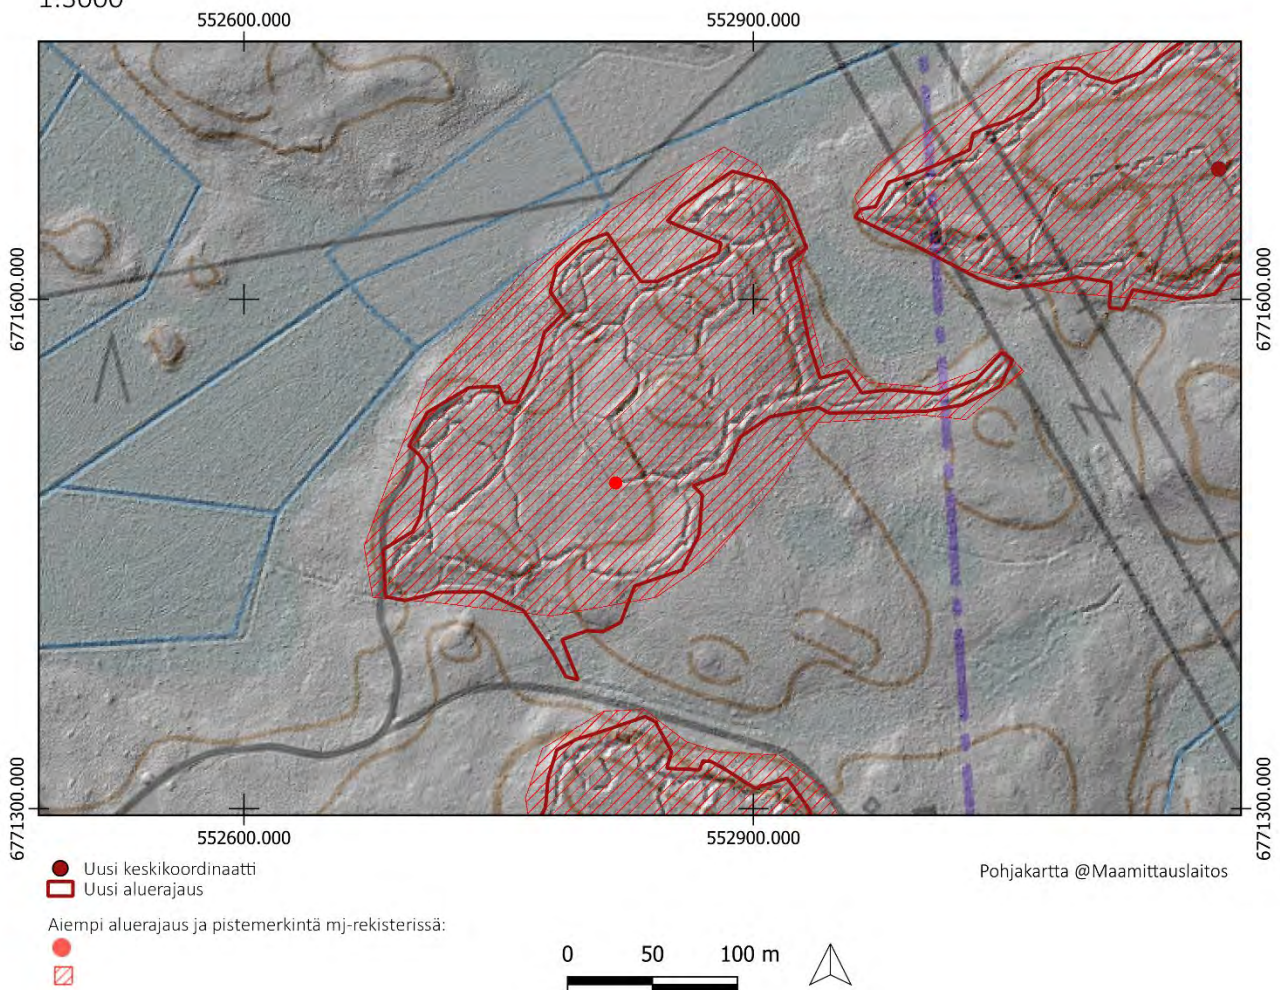 1:3000
552600.000 552900.000
6771600.000 6771600.000
6771300.000 6771300.000
552600.000 552900.000
Uusi keskikoordinaatti
Uusi aluerajaus
Pohjakartta @Maamittauslaitos
Aiempi aluerajaus ja pistemerkintä mj-rekisterissä:
0 50 100 m